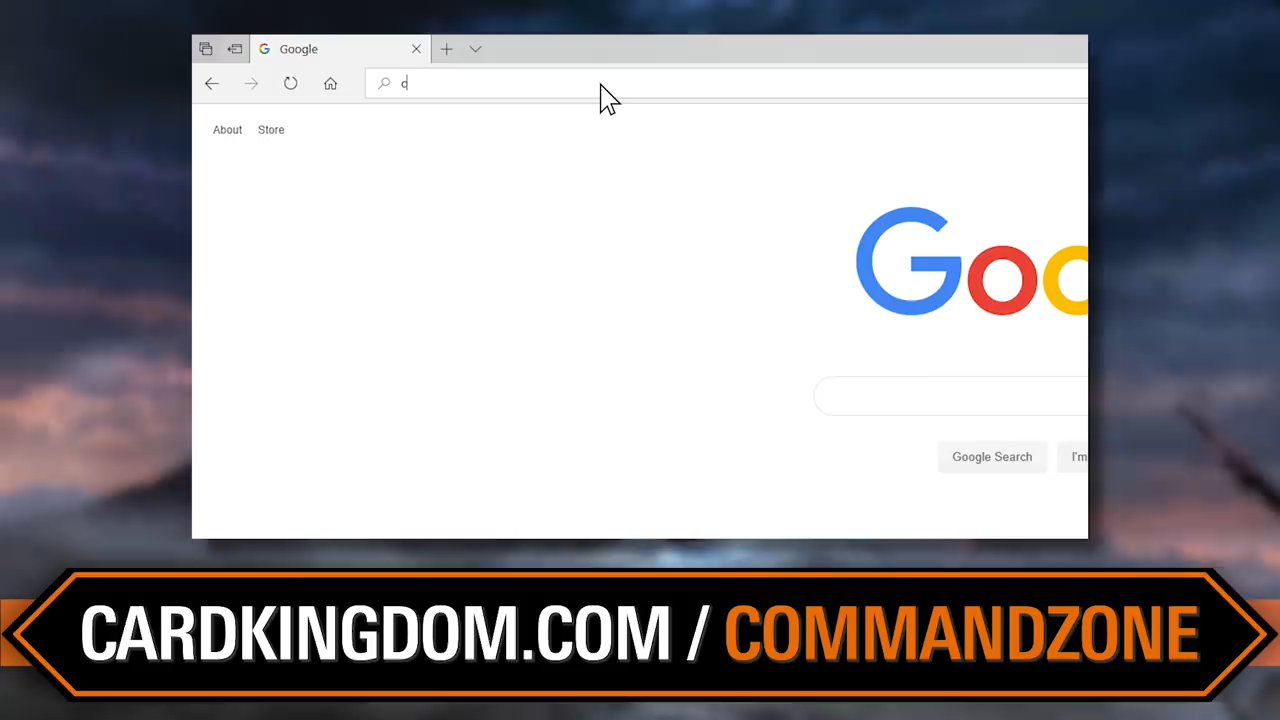 Google
c
About Store
Goo
Google Search I'm
CARDKINGDOM.COM / COMMANDZONE